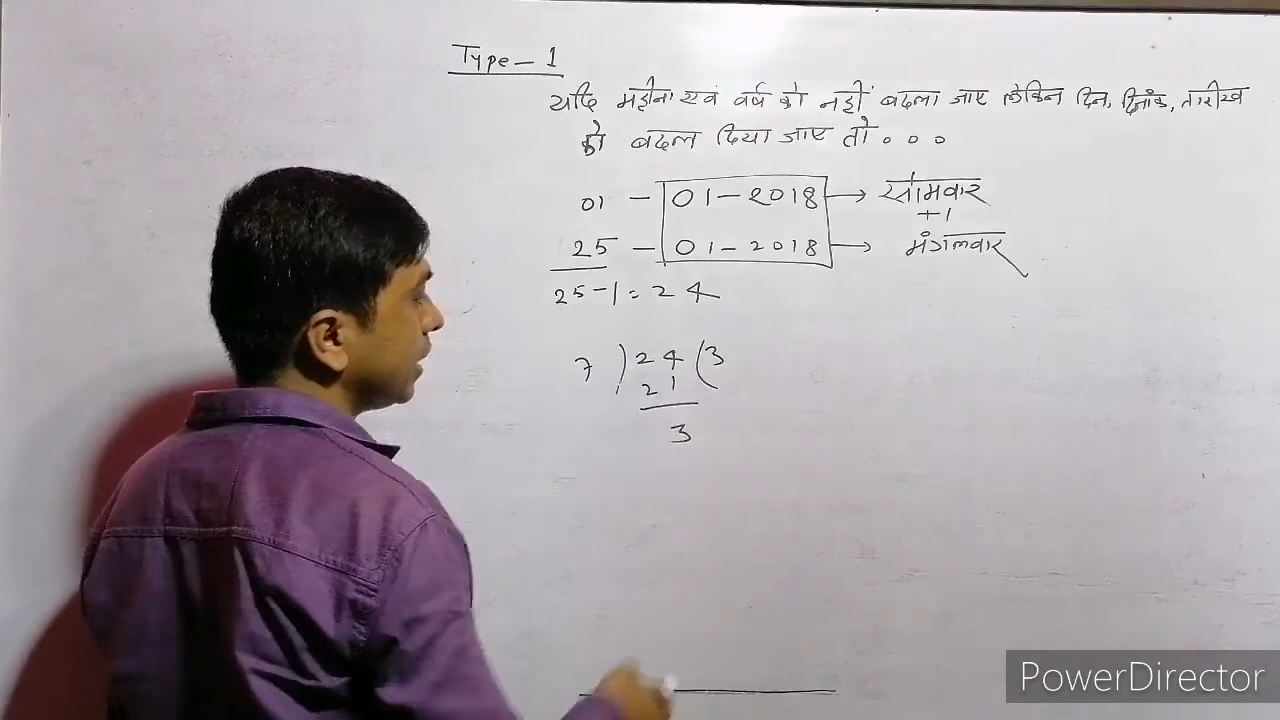 Type - 1
यदि महीना एवं वर्ष को नहीं बदला जाए लेकिन दिन, दिनाँक, तारीख
को बदल दिया जाए तो . . .
01 - 01-2018 → सोमवार
+1
25 - 01-2018 → मंगलवार
25-1=24
7 ) 24 ( 3
21
3
PowerDirector